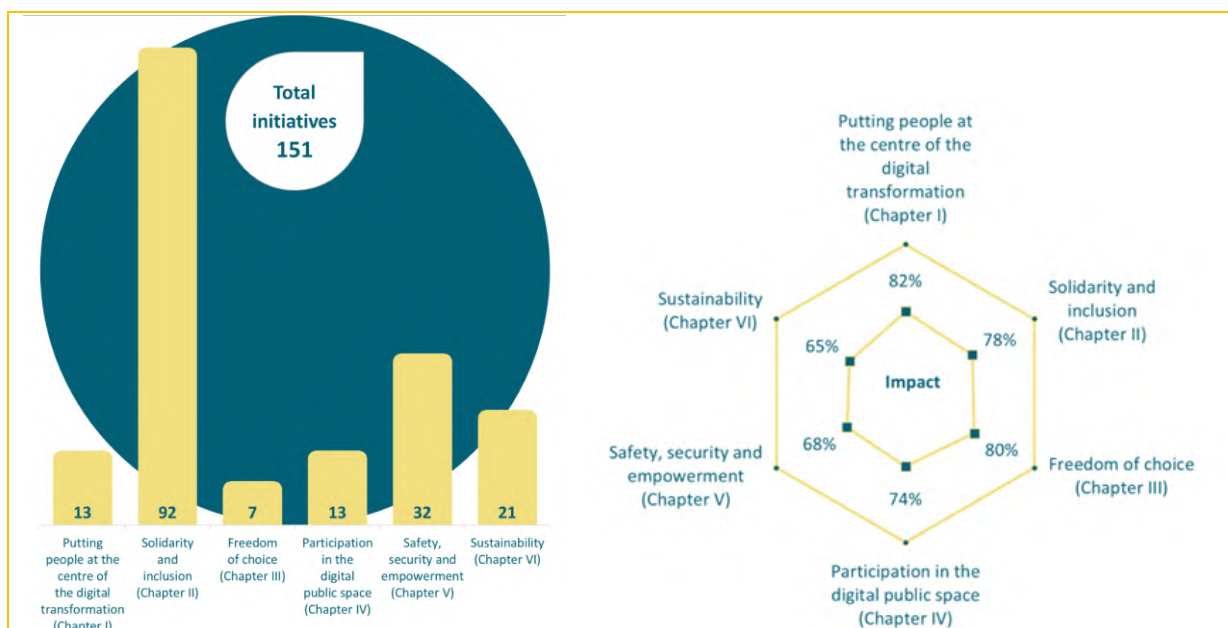 Total
initiatives
151
13
92
7
13
32
21
Putting
people at the
centre of
the digital
transformation
(Chapter I)
Solidarity
and
inclusion
(Chapter II)
Freedom
of choice
(Chapter III)
Participation
in the
digital
public space
(Chapter IV)
Safety,
security and
empowerment
(Chapter V)
Sustainability
(Chapter VI)
Putting people at
the centre of the
digital
transformation
(Chapter I)
82%
Solidarity and
inclusion
(Chapter II)
78%
Sustainability
(Chapter VI)
65%
Impact
Safety, security and
empowerment
(Chapter V)
68%
80%
Freedom of choice
(Chapter III)
74%
Participation in the
digital public space
(Chapter IV)